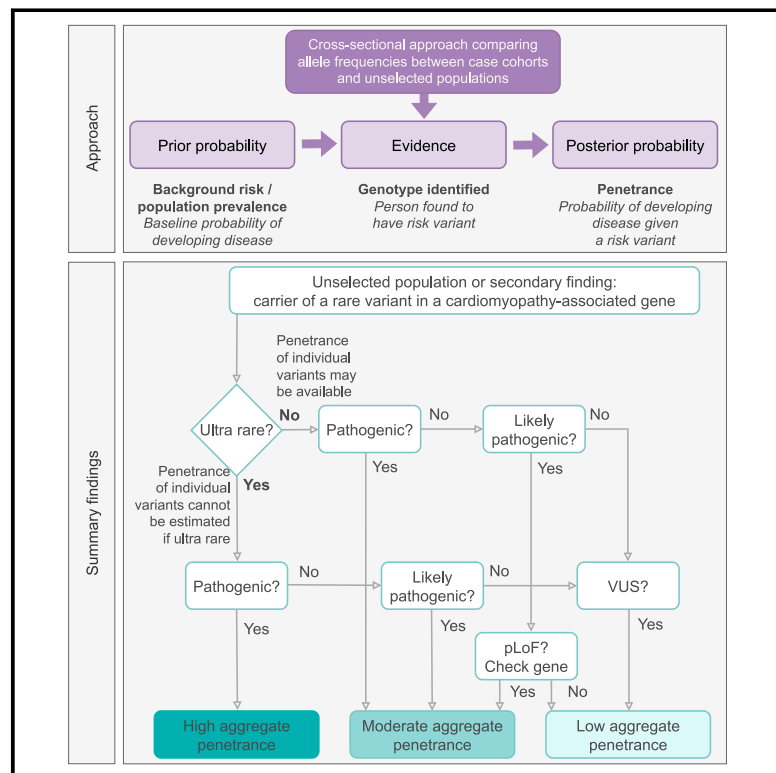 Approach
Cross-sectional approach comparing
allele frequencies between case cohorts
and unselected populations
Prior probability
Evidence
Posterior probability
Background risk /
population prevalence
Baseline probability of
developing disease
Genotype identified
Person found to
have risk variant
Penetrance
Probability of developing
disease given
a risk variant
Summary findings
Unselected population or secondary finding:
carrier of a rare variant in a cardiomyopathy-associated gene
Penetrance
of individual
variants may
be available
Ultra rare?
No
Pathogenic?
No
Likely
pathogenic?
No
Yes
Yes
Penetrance
of individual
variants cannot
be estimated
if ultra rare
Yes
Pathogenic?
No
Likely
pathogenic?
No
VUS?
Yes
Yes
Yes
pLoF?
Check gene
Yes
No
High aggregate
penetrance
Moderate aggregate
penetrance
Low aggregate
penetrance